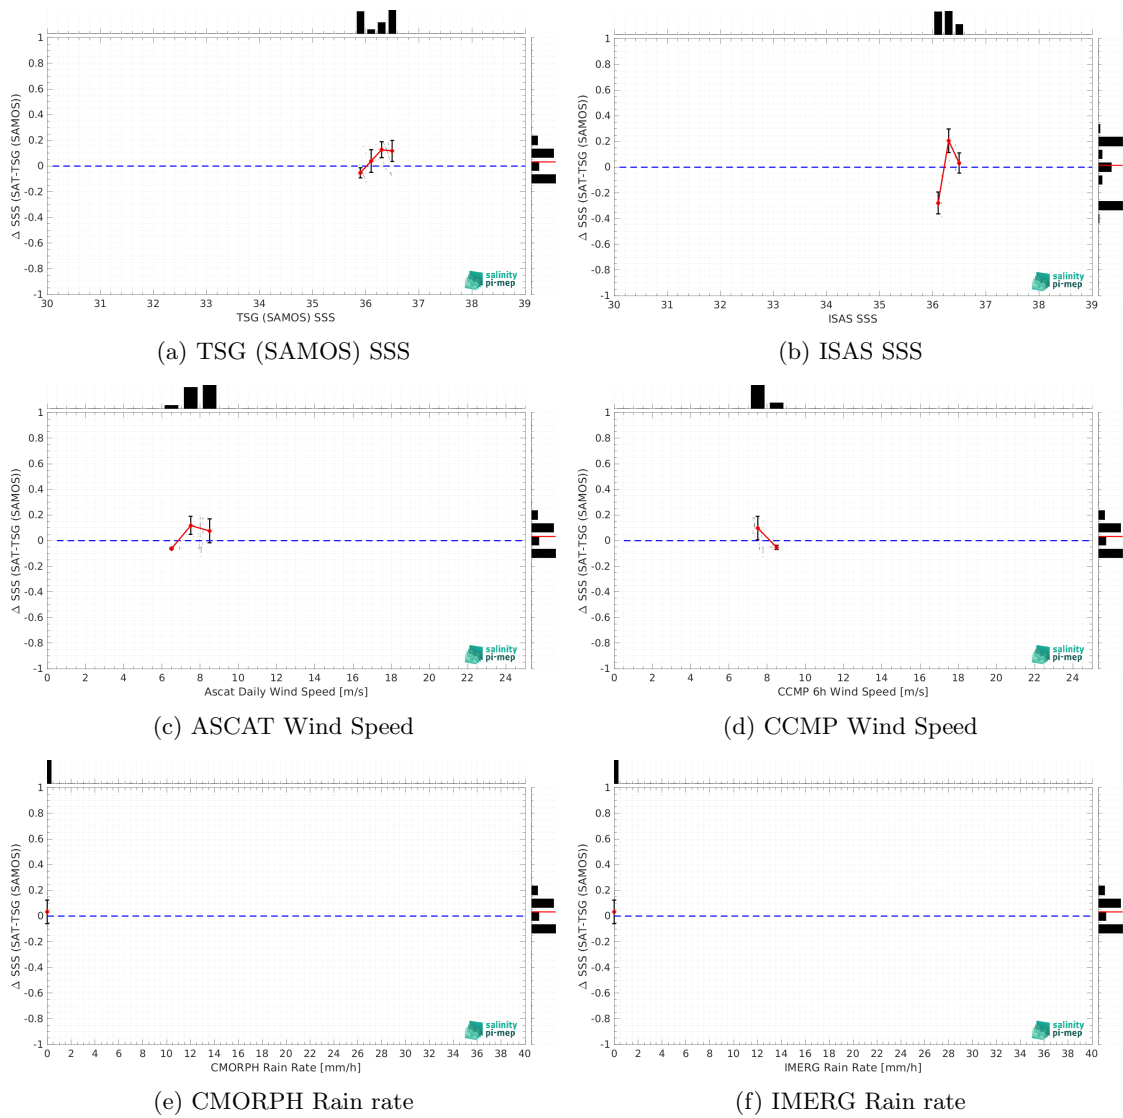 1
0.8
0.6
0.4
0.2
0
-0.2
-0.4
-0.6
-0.8
-1
Δ SSS (SAT-TSG (SAMOS))
30 31 32 33 34 35 36 37 38 39
TSG (SAMOS) SSS
salinity
pi-mep
(a) TSG (SAMOS) SSS
1
0.8
0.6
0.4
0.2
0
-0.2
-0.4
-0.6
-0.8
-1
Δ SSS (SAT-TSG (SAMOS))
30 31 32 33 34 35 36 37 38 39
ISAS SSS
salinity
pi-mep
(b) ISAS SSS
1
0.8
0.6
0.4
0.2
0
-0.2
-0.4
-0.6
-0.8
-1
Δ SSS (SAT-TSG (SAMOS))
0 2 4 6 8 10 12 14 16 18 20 22 24
Ascat Daily Wind Speed [m/s]
salinity
pi-mep
(c) ASCAT Wind Speed
1
0.8
0.6
0.4
0.2
0
-0.2
-0.4
-0.6
-0.8
-1
Δ SSS (SAT-TSG (SAMOS))
0 2 4 6 8 10 12 14 16 18 20 22 24
CCMP 6h Wind Speed [m/s]
salinity
pi-mep
(d) CCMP Wind Speed
1
0.8
0.6
0.4
0.2
0
-0.2
-0.4
-0.6
-0.8
-1
Δ SSS (SAT-TSG (SAMOS))
0 2 4 6 8 10 12 14 16 18 20 22 24 26 28 30 32 34 36 38 40
CMORPH Rain Rate [mm/h]
salinity
pi-mep
(e) CMORPH Rain rate
1
0.8
0.6
0.4
0.2
0
-0.2
-0.4
-0.6
-0.8
-1
Δ SSS (SAT-TSG (SAMOS))
0 2 4 6 8 10 12 14 16 18 20 22 24 26 28 30 32 34 36 38 40
IMERG Rain Rate [mm/h]
salinity
pi-mep
(f) IMERG Rain rate